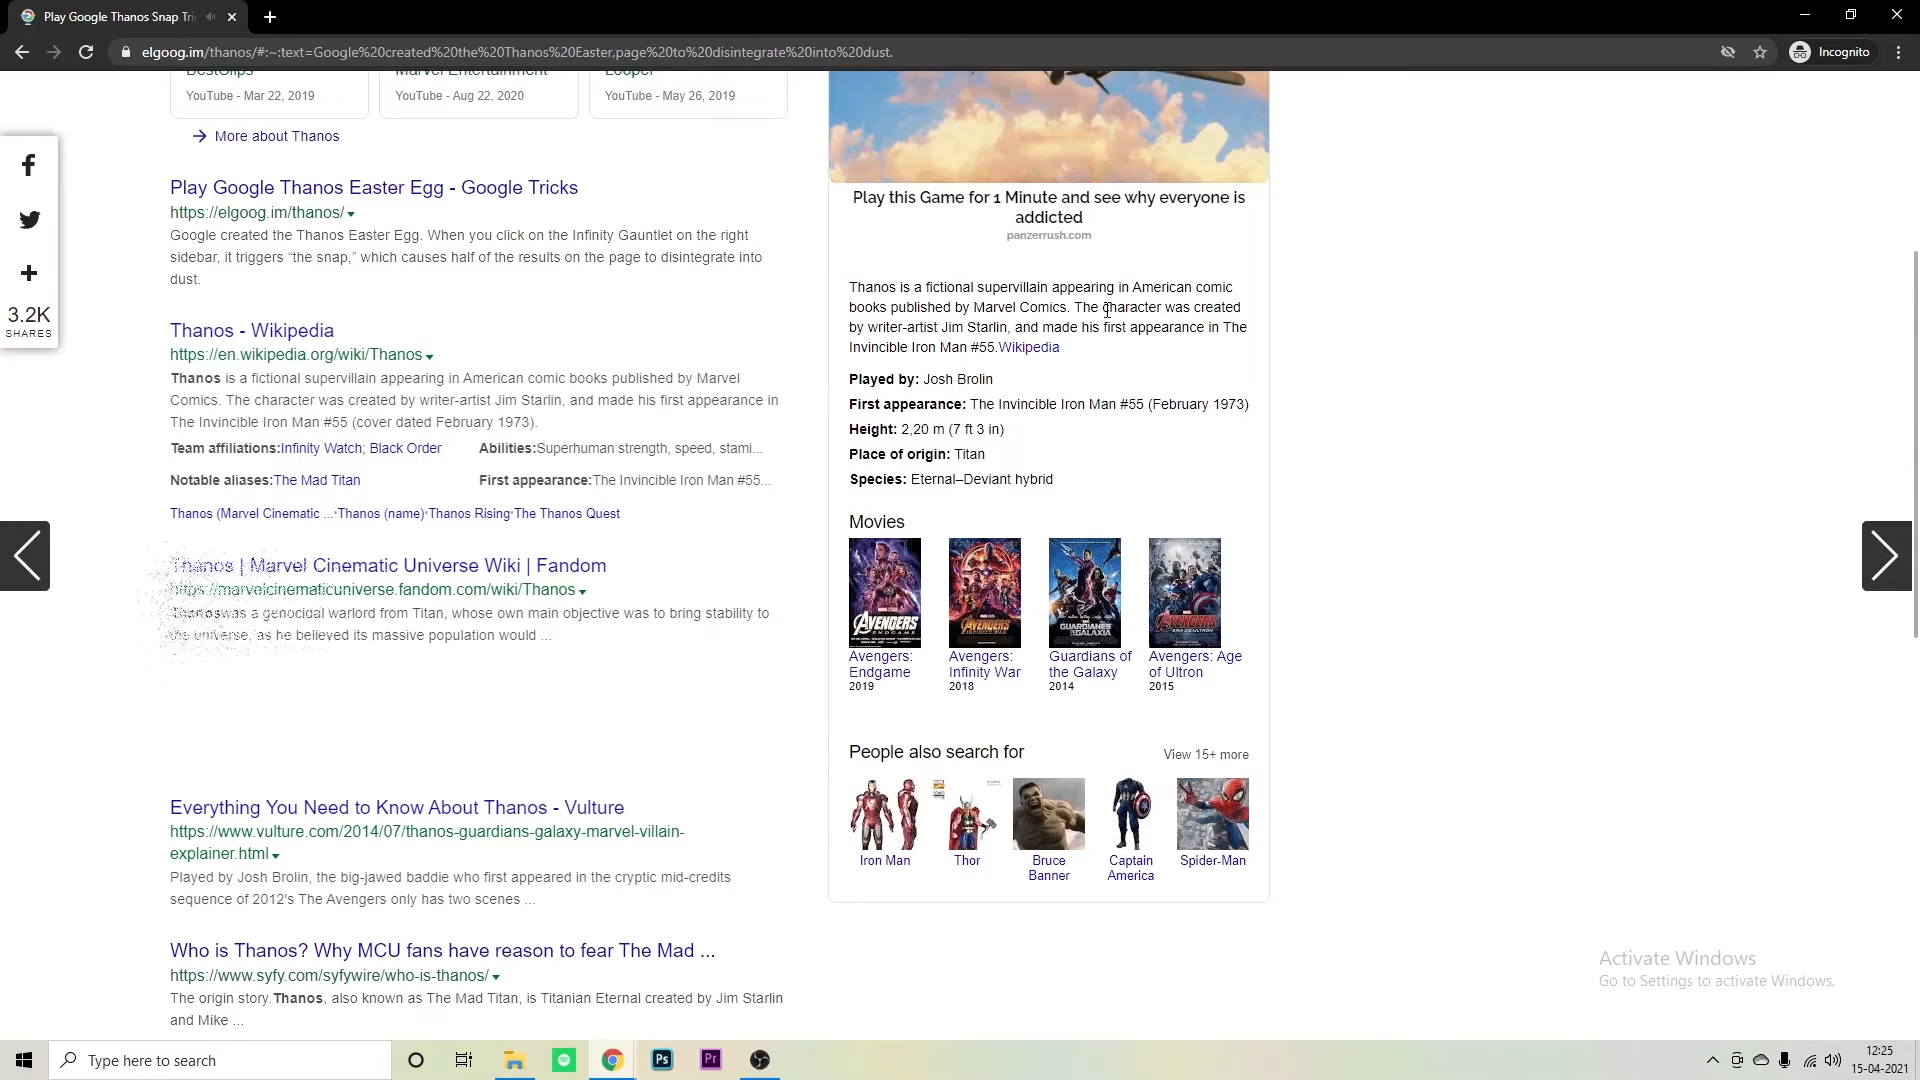 Play Google Thanos Snap Tri
elgoog.im/thanos/#:~:text=Google%20created%20the%20Thanos%20Easter,page%20to%20disintegrate%20into%20dust.
Incognito
BestClips
Marvel Entertainment
Looper
YouTube - Mar 22, 2019
YouTube - Aug 22, 2020
YouTube - May 26, 2019
More about Thanos
3.2K
SHARES
Play Google Thanos Easter Egg - Google Tricks
https://elgoog.im/thanos/
Google created the Thanos Easter Egg. When you click on the Infinity Gauntlet on the right
sidebar, it triggers “the snap,” which causes half of the results on the page to disintegrate into
dust.
Thanos - Wikipedia
https://en.wikipedia.org/wiki/Thanos
Thanos is a fictional supervillain appearing in American comic books published by Marvel
Comics. The character was created by writer-artist Jim Starlin, and made his first appearance in
The Invincible Iron Man #55 (cover dated February 1973).
Team affiliations:Infinity Watch; Black Order
Abilities:Superhuman strength, speed, stami...
Notable aliases:The Mad Titan
First appearance:The Invincible Iron Man #55...
Thanos (Marvel Cinematic ...·Thanos (name)·Thanos Rising·The Thanos Quest
Thanos | Marvel Cinematic Universe Wiki | Fandom
https://marvelcinematicuniverse.fandom.com/wiki/Thanos
Thanos was a genocidal warlord from Titan, whose own main objective was to bring stability to
the universe, as he believed its massive population would ...
Everything You Need to Know About Thanos - Vulture
https://www.vulture.com/2014/07/thanos-guardians-galaxy-marvel-villain-
explainer.html
Played by Josh Brolin, the big-jawed baddie who first appeared in the cryptic mid-credits
sequence of 2012's The Avengers only has two scenes ...
Who is Thanos? Why MCU fans have reason to fear The Mad ...
https://www.syfy.com/syfywire/who-is-thanos/
The origin story.Thanos, also known as The Mad Titan, is Titanian Eternal created by Jim Starlin
and Mike ...
Play this Game for 1 Minute and see why everyone is
addicted
panzerrush.com
Thanos is a fictional supervillain appearing in American comic
books published by Marvel Comics. The character was created
by writer-artist Jim Starlin, and made his first appearance in The
Invincible Iron Man #55.Wikipedia
Played by: Josh Brolin
First appearance: The Invincible Iron Man #55 (February 1973)
Height: 2,20 m (7 ft 3 in)
Place of origin: Titan
Species: Eternal–Deviant hybrid
Movies
AVENGERS
ENDGAME
AVENGERS
GUARDIANES
GALAXIA
AVENGERS
Avengers:
Endgame
2019
Avengers:
Infinity War
2018
Guardians of
the Galaxy
2014
Avengers: Age
of Ultron
2015
People also search for
View 15+ more
Iron Man
Thor
Bruce
Banner
Captain
America
Spider-Man
Activate Windows
Go to Settings to activate Windows.
Type here to search
Ps
Pr
12:25
15-04-2021